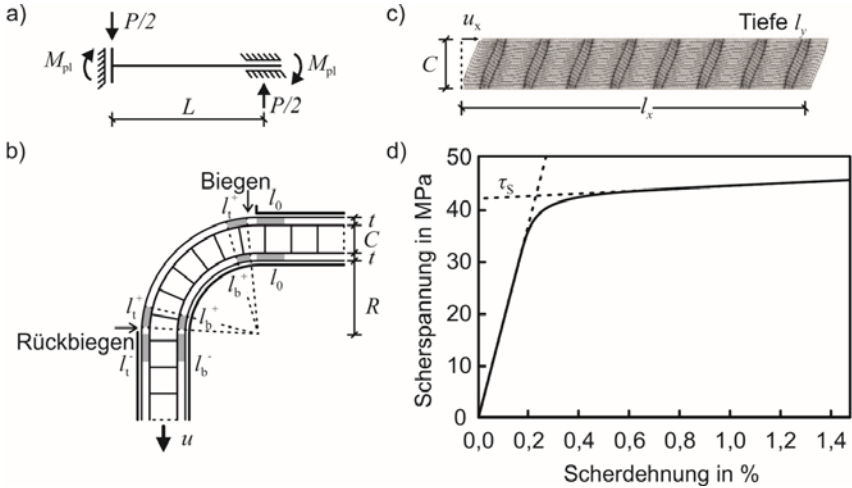 a)
P/2
M_pl
M_pl
P/2
L
b)
Biegen
l_t^+
l_0
t
C
t
l_b^+
l_0
R
l_t^+
l_b^+
Rückbiegen
l_t^-
l_b^-
u
c)
u_x
Tiefe l_y
C
l_x
d)
50
τ_S
40
30
20
10
0
0,0 0,2 0,4 0,6 0,8 1,0 1,2 1,4
Scherspannung in MPa
Scherdehnung in %